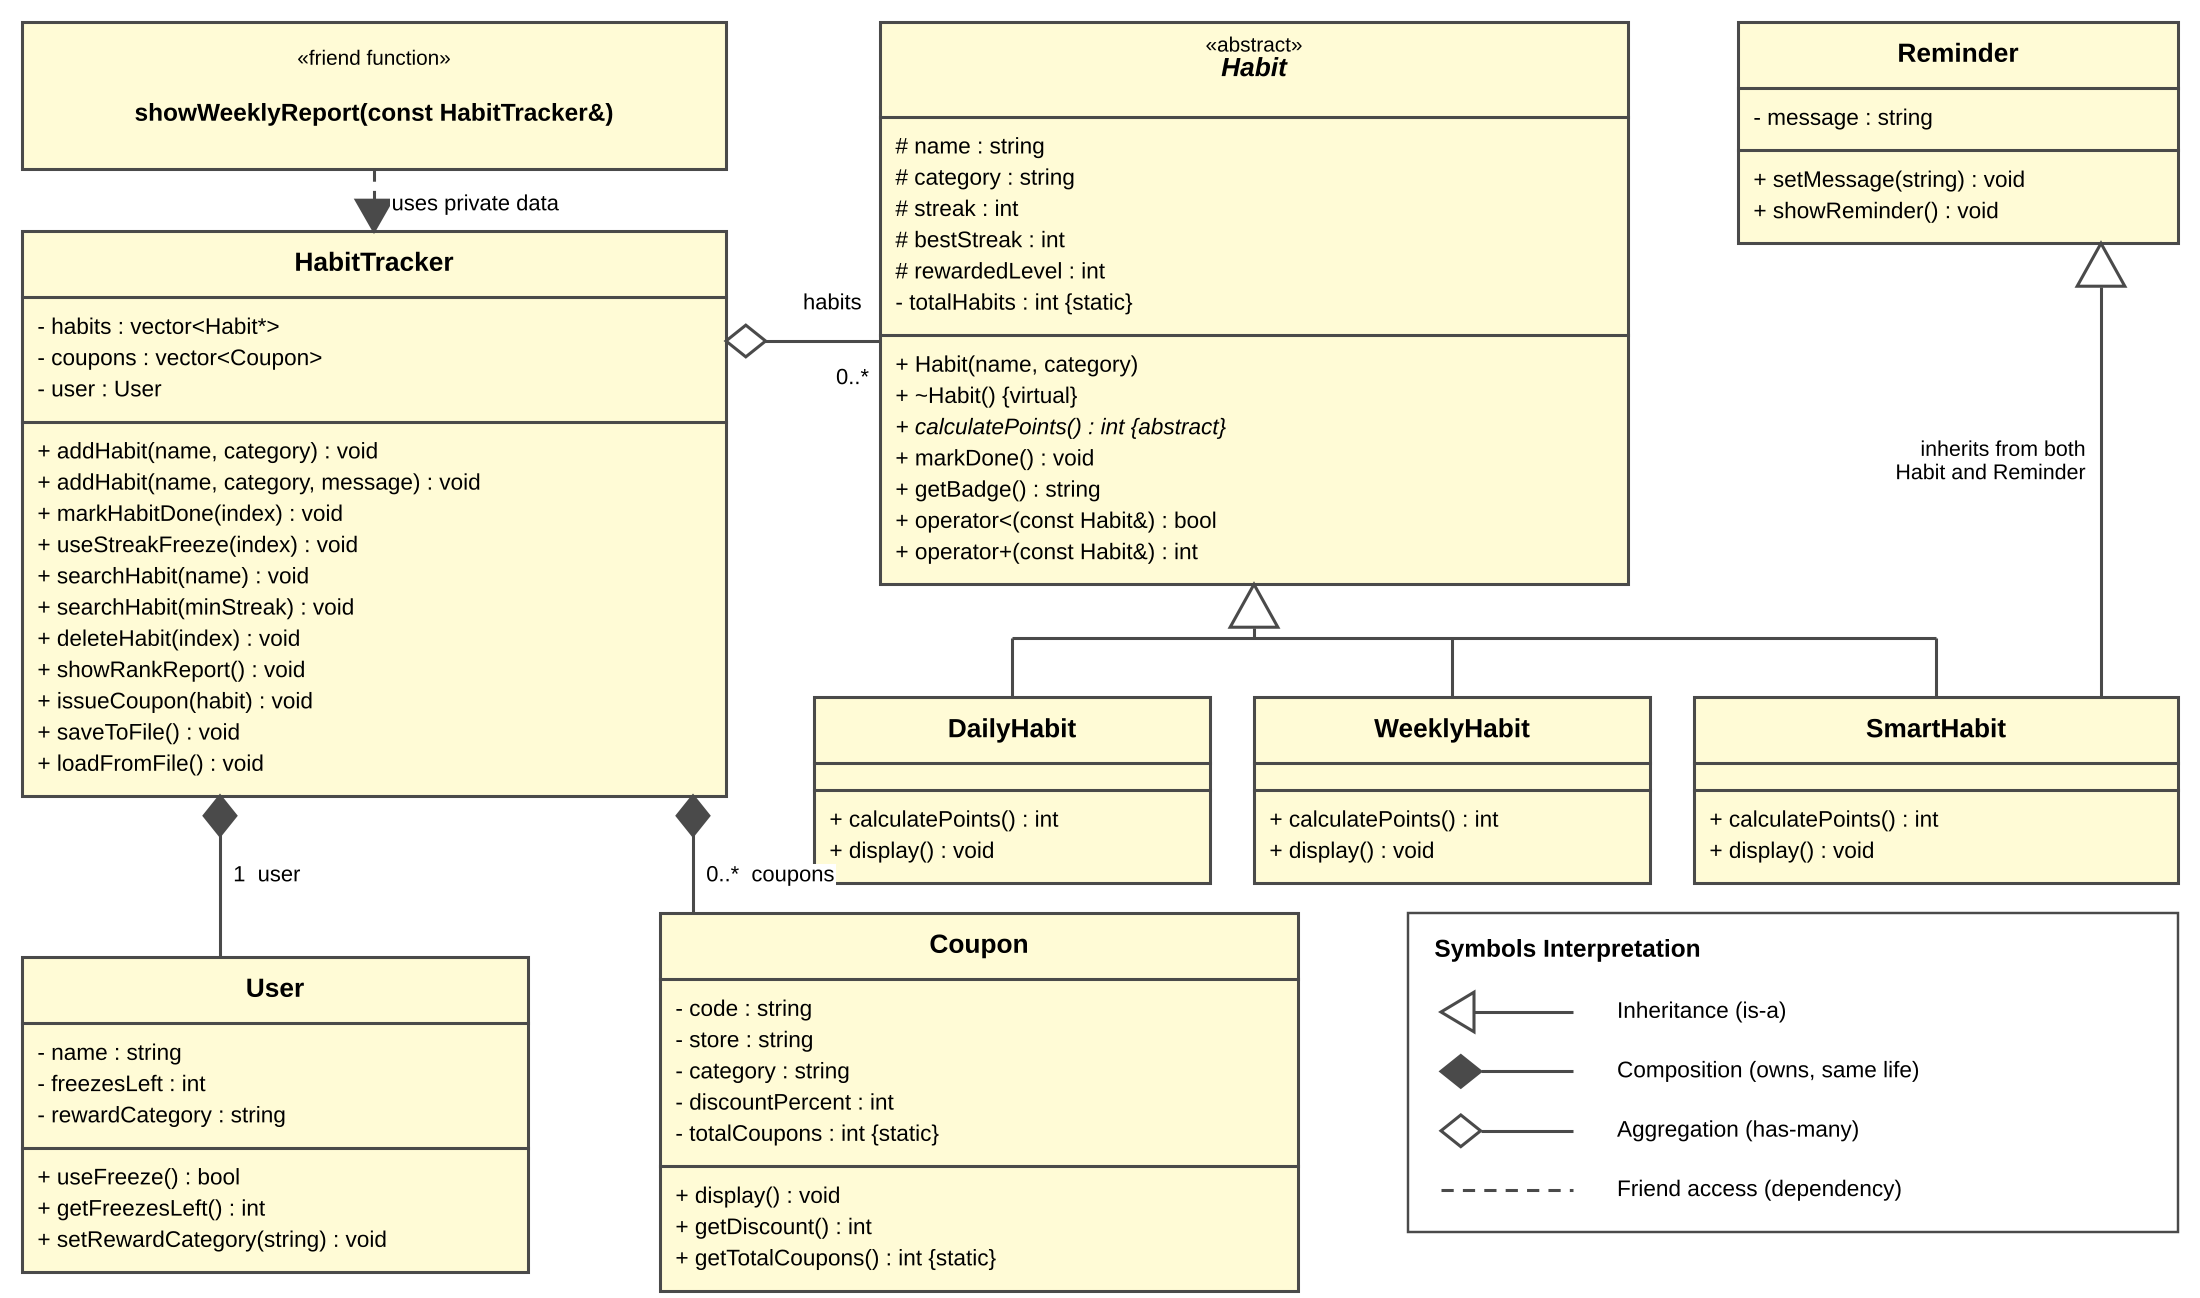 «friend function»
showWeeklyReport(const HabitTracker&)
uses private data
HabitTracker
- habits : vector<Habit*>
- coupons : vector<Coupon>
- user : User
+ addHabit(name, category) : void
+ addHabit(name, category, message) : void
+ markHabitDone(index) : void
+ useStreakFreeze(index) : void
+ searchHabit(name) : void
+ searchHabit(minStreak) : void
+ deleteHabit(index) : void
+ showRankReport() : void
+ issueCoupon(habit) : void
+ saveToFile() : void
+ loadFromFile() : void
habits
0..*
«abstract»
Habit
# name : string
# category : string
# streak : int
# bestStreak : int
# rewardedLevel : int
- totalHabits : int {static}
+ Habit(name, category)
+ ~Habit() {virtual}
+ calculatePoints() : int {abstract}
+ markDone() : void
+ getBadge() : string
+ operator<(const Habit&) : bool
+ operator+(const Habit&) : int
Reminder
- message : string
+ setMessage(string) : void
+ showReminder() : void
inherits from both
Habit and Reminder
DailyHabit
+ calculatePoints() : int
+ display() : void
WeeklyHabit
+ calculatePoints() : int
+ display() : void
SmartHabit
+ calculatePoints() : int
+ display() : void
1  user
0..*  coupons
User
- name : string
- freezesLeft : int
- rewardCategory : string
+ useFreeze() : bool
+ getFreezesLeft() : int
+ setRewardCategory(string) : void
Coupon
- code : string
- store : string
- category : string
- discountPercent : int
- totalCoupons : int {static}
+ display() : void
+ getDiscount() : int
+ getTotalCoupons() : int {static}
Symbols Interpretation
Inheritance (is-a)
Composition (owns, same life)
Aggregation (has-many)
Friend access (dependency)